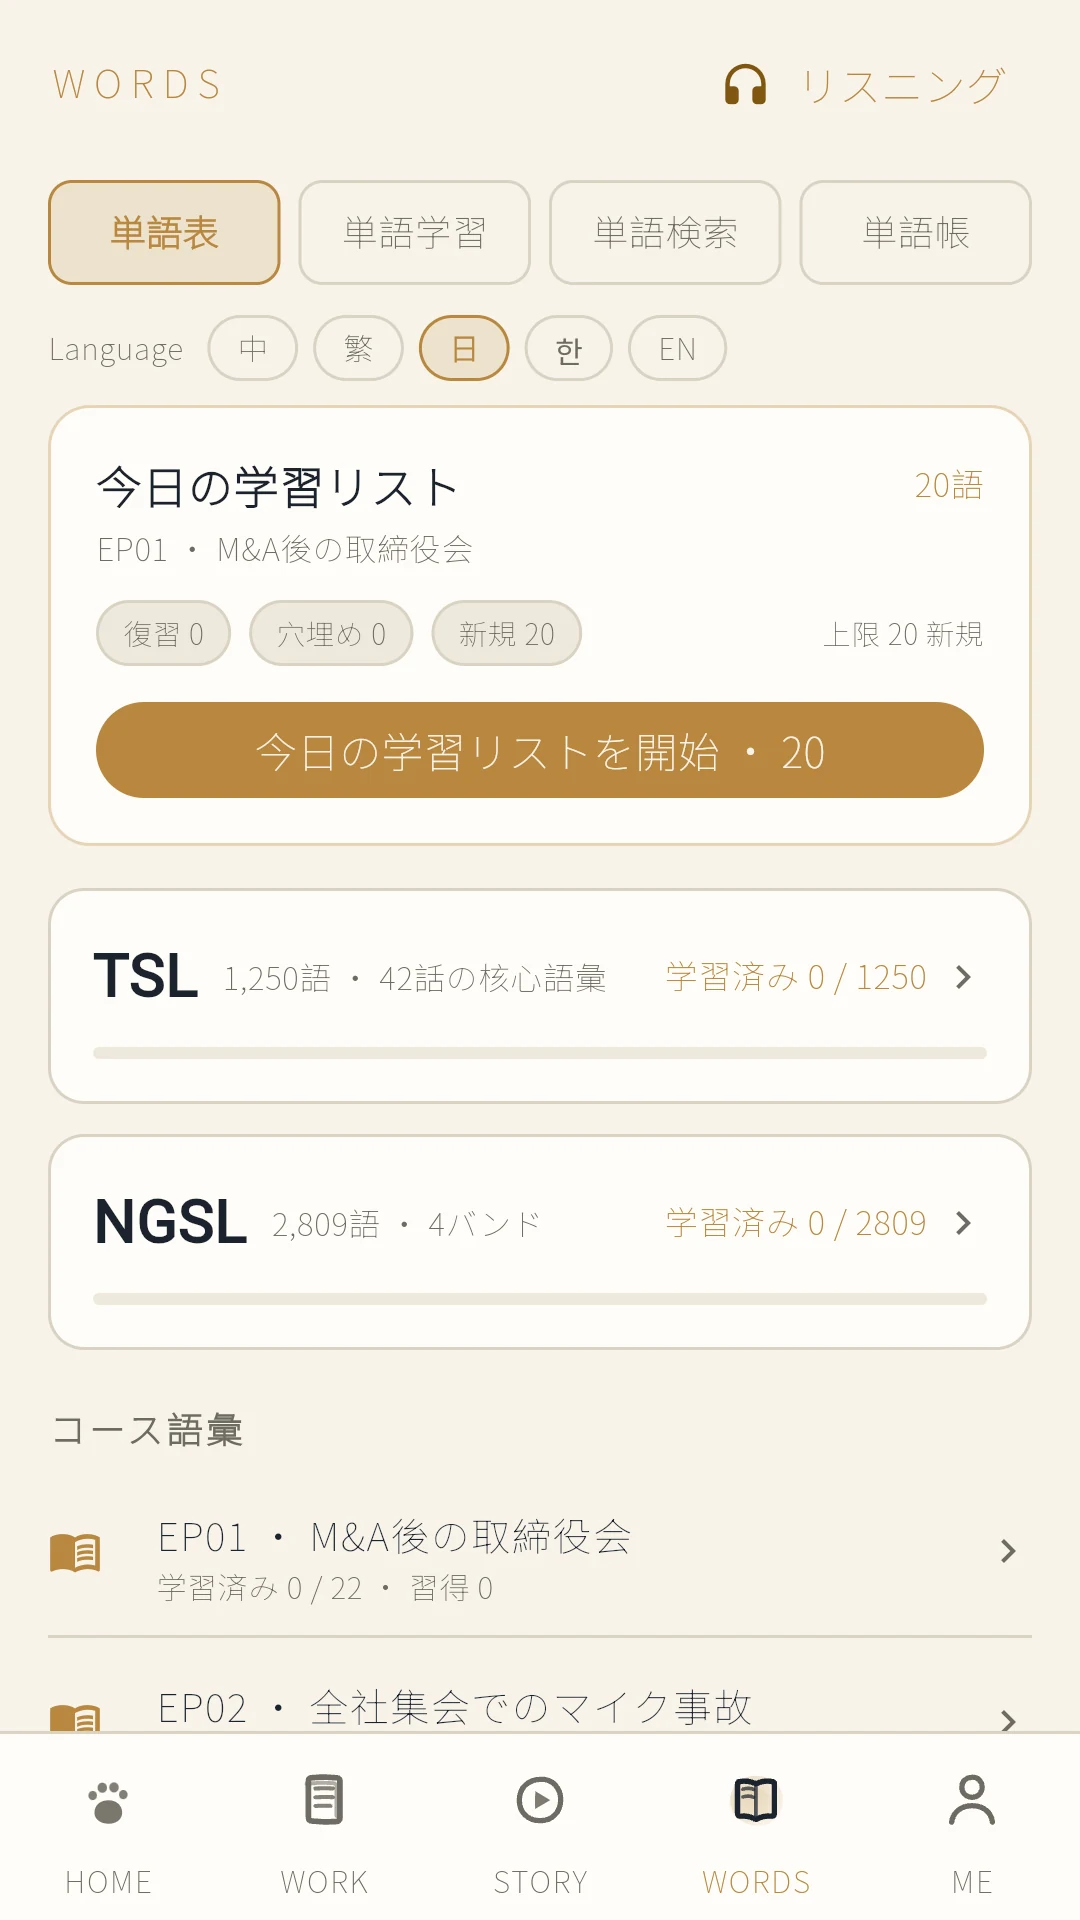 WORDS
リスニング
単語表 単語学習 単語検索 単語帳
Language 中 繁 日 한 EN
今日の学習リスト 20語
EP01 ・ M&A後の取締役会
復習 0 穴埋め 0 新規 20 上限 20 新規
今日の学習リストを開始 ・ 20
TSL 1,250語 ・ 42話の核心語彙 学習済み 0 / 1250
NGSL 2,809語 ・ 4バンド 学習済み 0 / 2809
コース語彙
EP01 ・ M&A後の取締役会
学習済み 0 / 22 ・ 習得 0
EP02 ・ 全社集会でのマイク事故
HOME WORK STORY WORDS ME